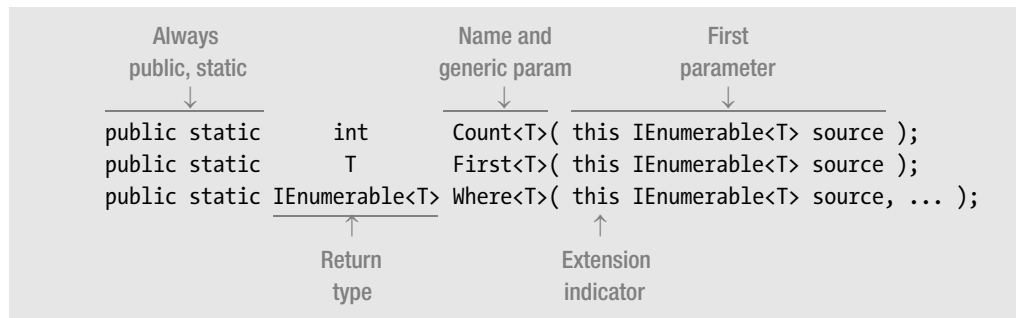 Always Name and First
public, static generic param parameter
↓ ↓ ↓
public static int Count<T>( this IEnumerable<T> source );
public static T First<T>( this IEnumerable<T> source );
public static IEnumerable<T> Where<T>( this IEnumerable<T> source, ... );
↑ ↑
Return Extension
type indicator